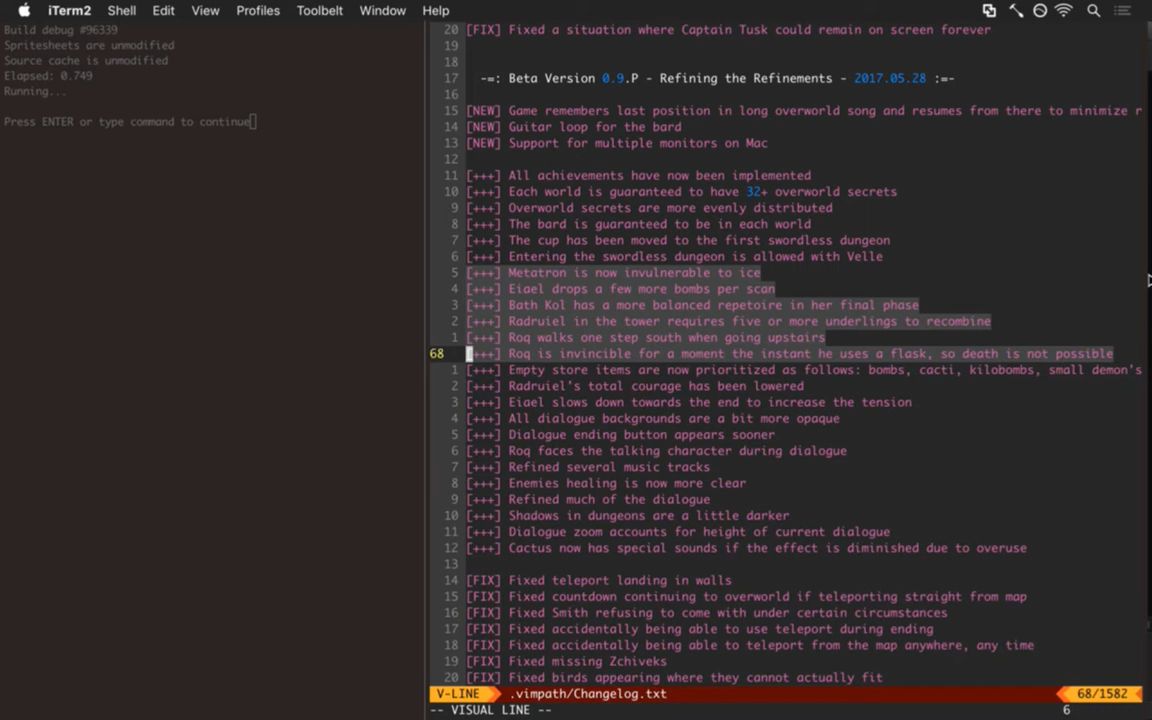 iTerm2 Shell Edit View Profiles Toolbelt Window Help
Build debug #96339
Spritesheets are unmodified
Source cache is unmodified
Elapsed: 0.749
Running...
Press ENTER or type command to continue
20 [FIX] Fixed a situation where Captain Tusk could remain on screen forever
19
18
17 -=: Beta Version 0.9.P - Refining the Refinements - 2017.05.28 :=-
16
15 [NEW] Game remembers last position in long overworld song and resumes from there to minimize r
14 [NEW] Guitar loop for the bard
13 [NEW] Support for multiple monitors on Mac
12
11 [+++] All achievements have now been implemented
10 [+++] Each world is guaranteed to have 32+ overworld secrets
9 [+++] Overworld secrets are more evenly distributed
8 [+++] The bard is guaranteed to be in each world
7 [+++] The cup has been moved to the first swordless dungeon
6 [+++] Entering the swordless dungeon is allowed with Velle
5 [+++] Metatron is now invulnerable to ice
4 [+++] Eiael drops a few more bombs per scan
3 [+++] Bath Kol has a more balanced repetoire in her final phase
2 [+++] Radruiel in the tower requires five or more underlings to recombine
1 [+++] Roq walks one step south when going upstairs
68 [+++] Roq is invincible for a moment the instant he uses a flask, so death is not possible
1 [+++] Empty store items are now prioritized as follows: bombs, cacti, kilobombs, small demon's
2 [+++] Radruiel's total courage has been lowered
3 [+++] Eiael slows down towards the end to increase the tension
4 [+++] All dialogue backgrounds are a bit more opaque
5 [+++] Dialogue ending button appears sooner
6 [+++] Roq faces the talking character during dialogue
7 [+++] Refined several music tracks
8 [+++] Enemies healing is now more clear
9 [+++] Refined much of the dialogue
10 [+++] Shadows in dungeons are a little darker
11 [+++] Dialogue zoom accounts for height of current dialogue
12 [+++] Cactus now has special sounds if the effect is diminished due to overuse
13
14 [FIX] Fixed teleport landing in walls
15 [FIX] Fixed countdown continuing to overworld if teleporting straight from map
16 [FIX] Fixed Smith refusing to come with under certain circumstances
17 [FIX] Fixed accidentally being able to use teleport during ending
18 [FIX] Fixed accidentally being able to teleport from the map anywhere, any time
19 [FIX] Fixed missing Zchiveks
20 [FIX] Fixed birds appearing where they cannot actually fit
V-LINE .vimpath/Changelog.txt 68/1582
-- VISUAL LINE -- 6